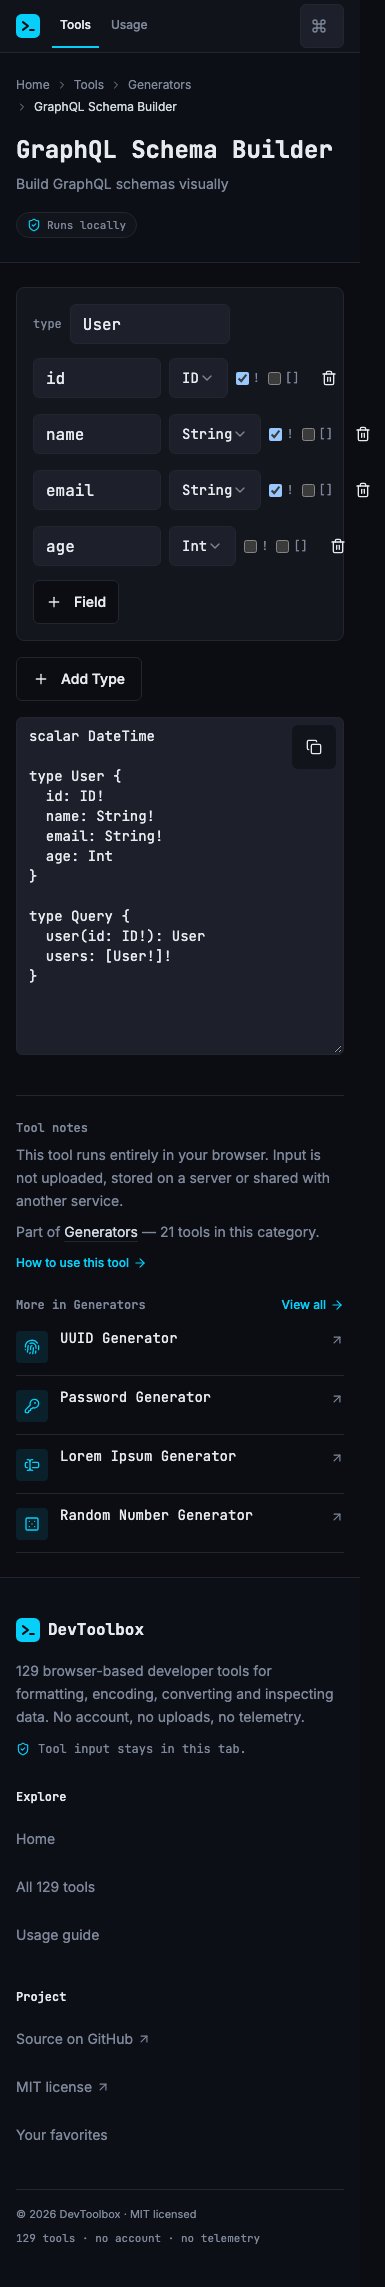 Tools Usage ⌘
Home > Tools > Generators
> GraphQL Schema Builder
GraphQL Schema Builder
Build GraphQL schemas visually
Runs locally
type User
id ID ! []
name String ! []
email String ! []
age Int ! []
+ Field
+ Add Type
scalar DateTime
type User {
  id: ID!
  name: String!
  email: String!
  age: Int
}
type Query {
  user(id: ID!): User
  users: [User!]!
}
Tool notes
This tool runs entirely in your browser. Input is
not uploaded, stored on a server or shared with
another service.
Part of Generators — 21 tools in this category.
How to use this tool →
More in Generators View all →
UUID Generator
Password Generator
Lorem Ipsum Generator
Random Number Generator
DevToolbox
129 browser-based developer tools for
formatting, encoding, converting and inspecting
data. No account, no uploads, no telemetry.
Tool input stays in this tab.
Explore
Home
All 129 tools
Usage guide
Project
Source on GitHub
MIT license
Your favorites
© 2026 DevToolbox · MIT licensed
129 tools · no account · no telemetry